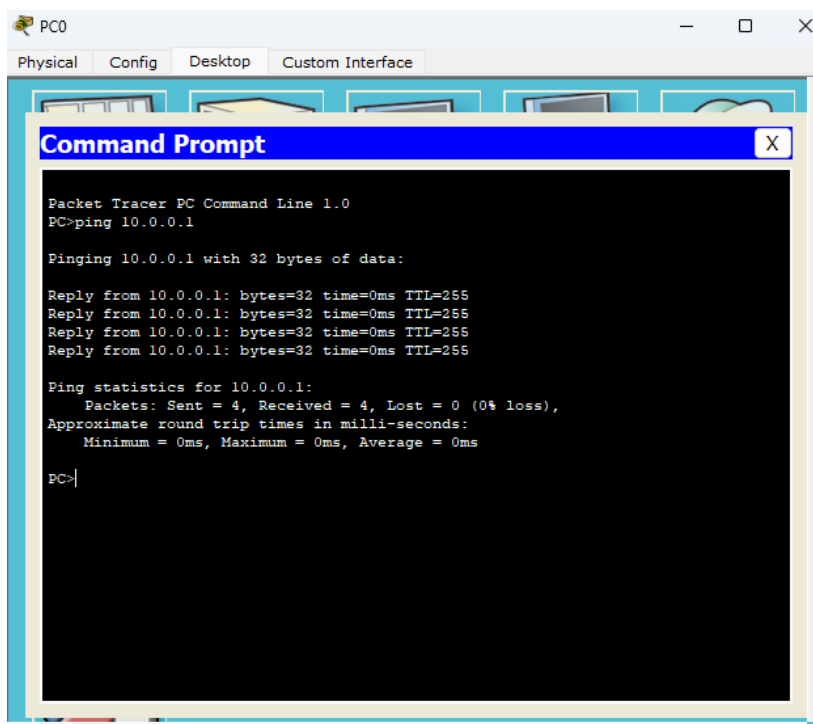 PC0
Physical Config Desktop Custom Interface
Command Prompt X
Packet Tracer PC Command Line 1.0
PC>ping 10.0.0.1
Pinging 10.0.0.1 with 32 bytes of data:
Reply from 10.0.0.1: bytes=32 time=0ms TTL=255
Reply from 10.0.0.1: bytes=32 time=0ms TTL=255
Reply from 10.0.0.1: bytes=32 time=0ms TTL=255
Reply from 10.0.0.1: bytes=32 time=0ms TTL=255
Ping statistics for 10.0.0.1:
Packets: Sent = 4, Received = 4, Lost = 0 (0% loss),
Approximate round trip times in milli-seconds:
Minimum = 0ms, Maximum = 0ms, Average = 0ms
PC>